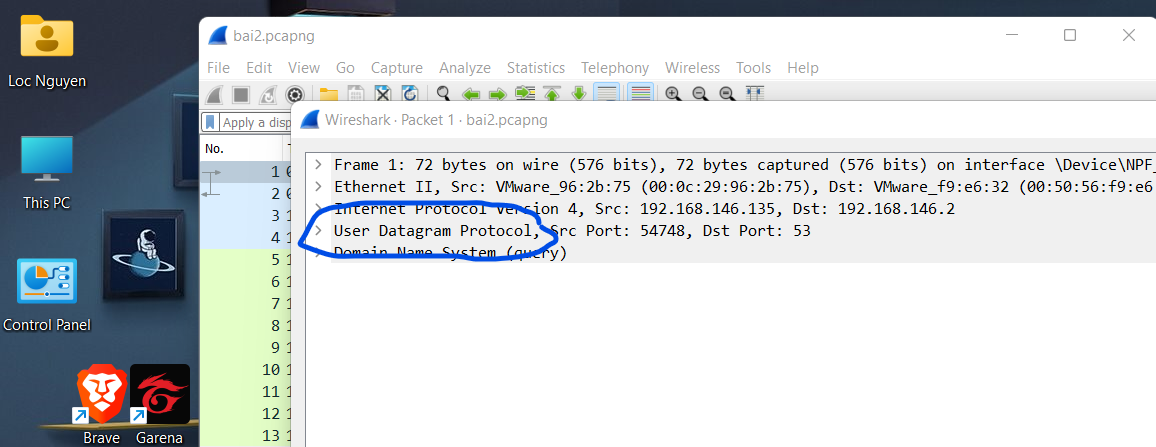 Loc Nguyen
This PC
Control Panel
Brave
Garena
bai2.pcapng
File Edit View Go Capture Analyze Statistics Telephony Wireless Tools Help
Apply a disp
No.
1
2
3
4
5
6
7
8
9
10
11
12
13
Wireshark · Packet 1 · bai2.pcapng
Frame 1: 72 bytes on wire (576 bits), 72 bytes captured (576 bits) on interface \Device\NPF_
Ethernet II, Src: VMware_96:2b:75 (00:0c:29:96:2b:75), Dst: VMware_f9:e6:32 (00:50:56:f9:e6
Internet Protocol Version 4, Src: 192.168.146.135, Dst: 192.168.146.2
User Datagram Protocol, Src Port: 54748, Dst Port: 53
Domain Name System (query)